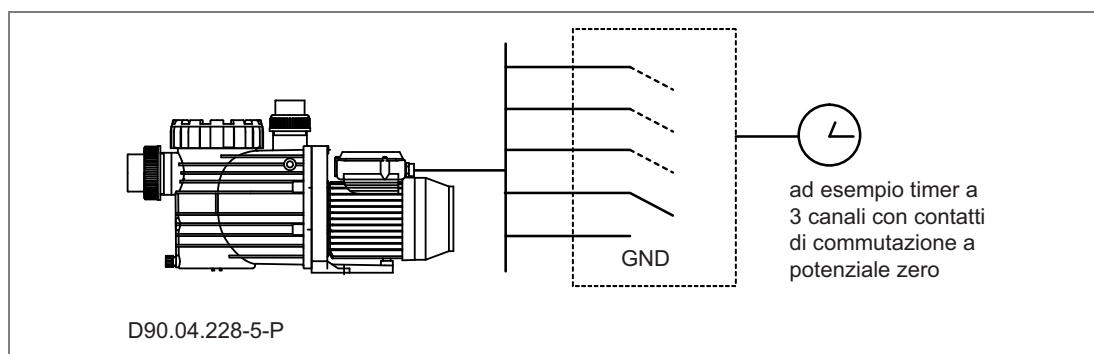 GND
ad esempio timer a
3 canali con contatti
di commutazione a
potenziale zero
D90.04.228-5-P